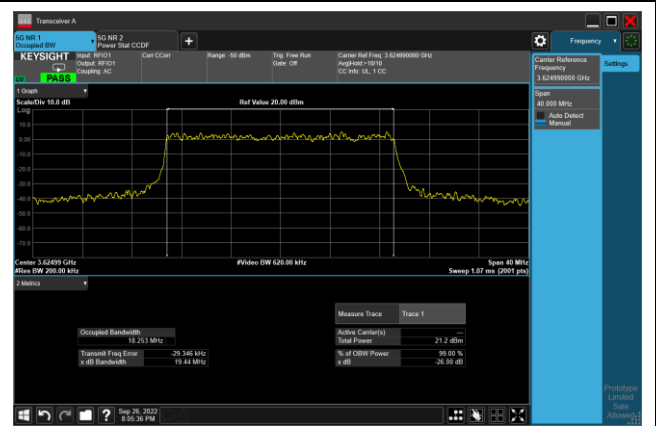 Transceiver A
5G NR 1
Occupied BW
5G NR 2
Power Stat CCDF
Frequency
KEYSIGHT
PASS
Input: RFIO1
Output: RFIO1
Coupling: AC
Corr CCorr
Range: -50 dBm
Trig: Free Run
Gate: Off
Carrier Ref Freq: 3.624990000 GHz
Avg|Hold:>10/10
CC Info: UL, 1 CC
Carrier Reference
Frequency
3.624990000 GHz
Settings
Span
40.000 MHz
Auto Detect
Manual
1 Graph
Scale/Div 10.0 dB
Ref Value 20.00 dBm
Log
10.0
0.00
-10.0
-20.0
-30.0
-40.0
-50.0
-60.0
-70.0
Center 3.62499 GHz
#Video BW 620.00 kHz
Span 40 MHz
#Res BW 200.00 kHz
Sweep 1.07 ms (2001 pts)
2 Metrics
Measure Trace
Trace 1
Occupied Bandwidth
18.253 MHz
Active Carrier(s)
---
Total Power
21.2 dBm
Transmit Freq Error
-29.346 kHz
x dB Bandwidth
19.44 MHz
% of OBW Power
99.00 %
x dB
-26.00 dB
Prototype
Limited
Sale
Allowed
Sep 26, 2022
8:05:36 PM